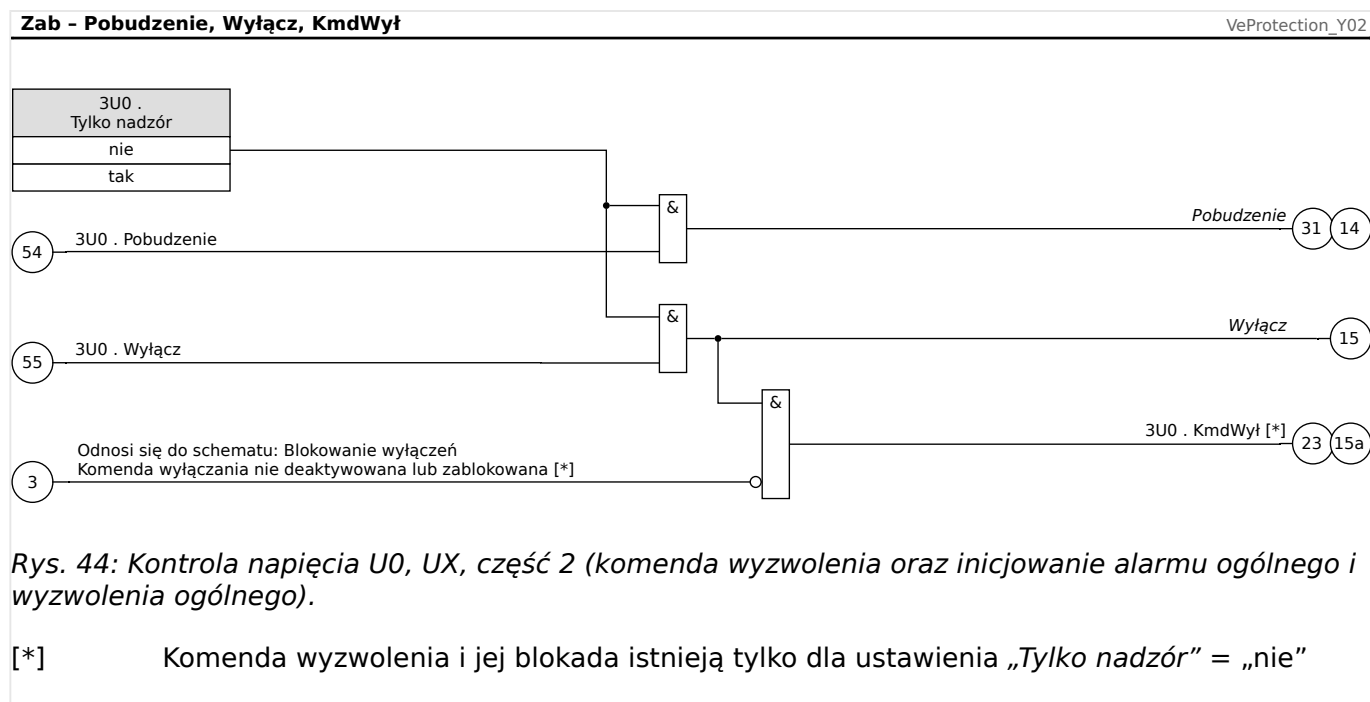 Zab – Pobudzenie, Wyłącz, KmdWył
VeProtection_Y02
3U0 .
Tylko nadzór
nie
tak
&
Pobudzenie
31
14
54
3U0 . Pobudzenie
&
Wyłącz
15
55
3U0 . Wyłącz
&
3U0 . KmdWył [*]
23
15a
Odnosi się do schematu: Blokowanie wyłączeń
3
Komenda wyłączania nie deaktywowana lub zablokowana [*]
Rys. 44: Kontrola napięcia U0, UX, część 2 (komenda wyzwolenia oraz inicjowanie alarmu ogólnego i
wyzwolenia ogólnego).
[*] Komenda wyzwolenia i jej blokada istnieją tylko dla ustawienia „Tylko nadzór” = „nie”